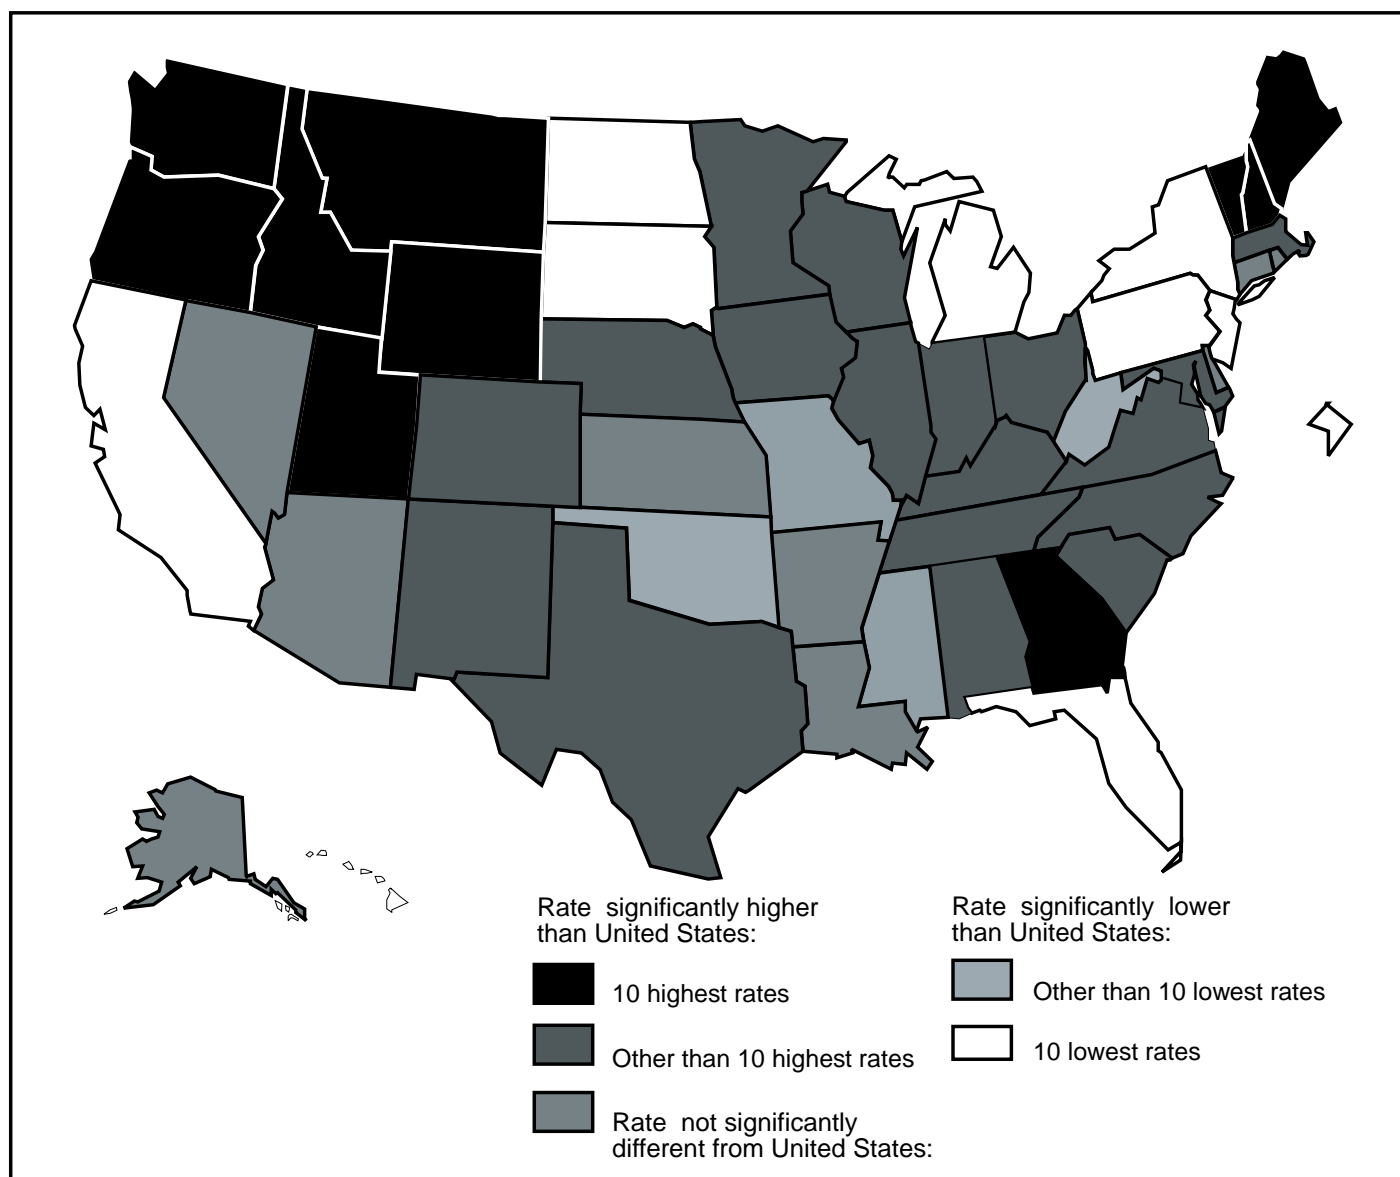 Rate significantly higher
than United States:
10 highest rates
Other than 10 highest rates
Rate not significantly
different from United States:
Rate significantly lower
than United States:
Other than 10 lowest rates
10 lowest rates